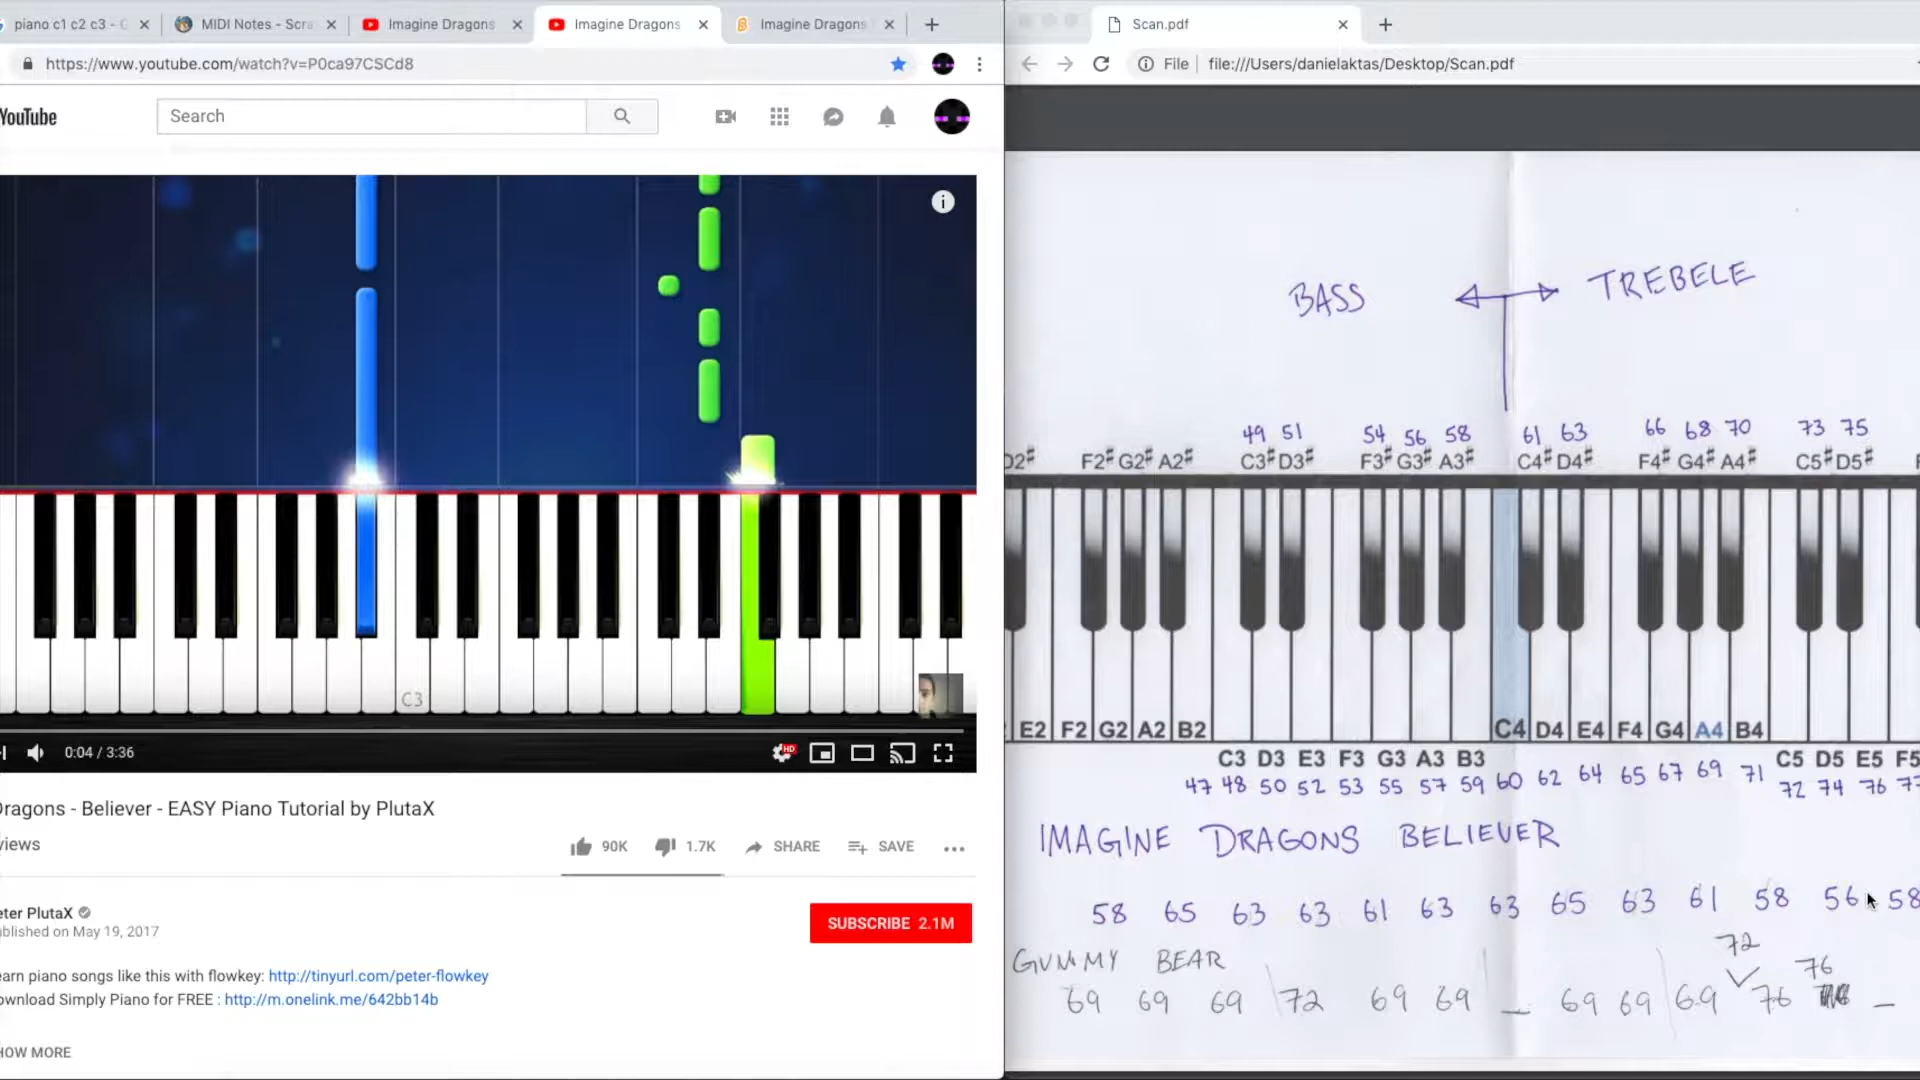 piano c1 c2 c3 - G
MIDI Notes - Scra
Imagine Dragons
Imagine Dragons
Imagine Dragons
https://www.youtube.com/watch?v=P0ca97CSCd8
YouTube
Search
C3
0:04 / 3:36
HD
Dragons - Believer - EASY Piano Tutorial by PlutaX
views
90K
1.7K
SHARE
SAVE
eter PlutaX
ublished on May 19, 2017
SUBSCRIBE 2.1M
earn piano songs like this with flowkey: http://tinyurl.com/peter-flowkey
ownload Simply Piano for FREE : http://m.onelink.me/642bb14b
HOW MORE
Scan.pdf
File file:///Users/danielaktas/Desktop/Scan.pdf
BASS TREBELE
49 51 54 56 58 61 63 66 68 70 73 75
D2# F2# G2# A2# C3# D3# F3# G3# A3# C4# D4# F4# G4# A4# C5# D5#
E2 F2 G2 A2 B2 C4 D4 E4 F4 G4 A4 B4
C3 D3 E3 F3 G3 A3 B3 C5 D5 E5 F5
47 48 50 52 53 55 57 59 60 62 64 65 67 69 71 72 74 76 77
IMAGINE DRAGONS BELIEVER
58 65 63 63 61 63 63 65 63 61 58 56 58
GUMMY BEAR
72
76
69 69 69 72 69 69 _ 69 69 69 76 _